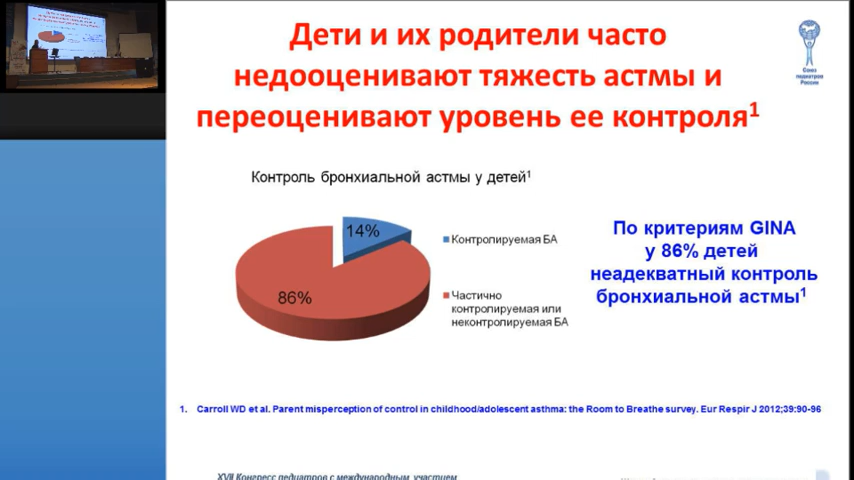 Дети и их родители часто
недооценивают тяжесть астмы и
переоценивают уровень ее контроля¹
Союз
педиатров
России
Контроль бронхиальной астмы у детей¹
14%
86%
Контролируемая БА
Частично
контролируемая или
неконтролируемая БА
По критериям GINA
у 86% детей
неадекватный контроль
бронхиальной астмы¹
1. Carroll WD et al. Parent misperception of control in childhood/adolescent asthma: the Room to Breathe survey. Eur Respir J 2012;39:90-96
XVII Конгресс педиатров с международным участием